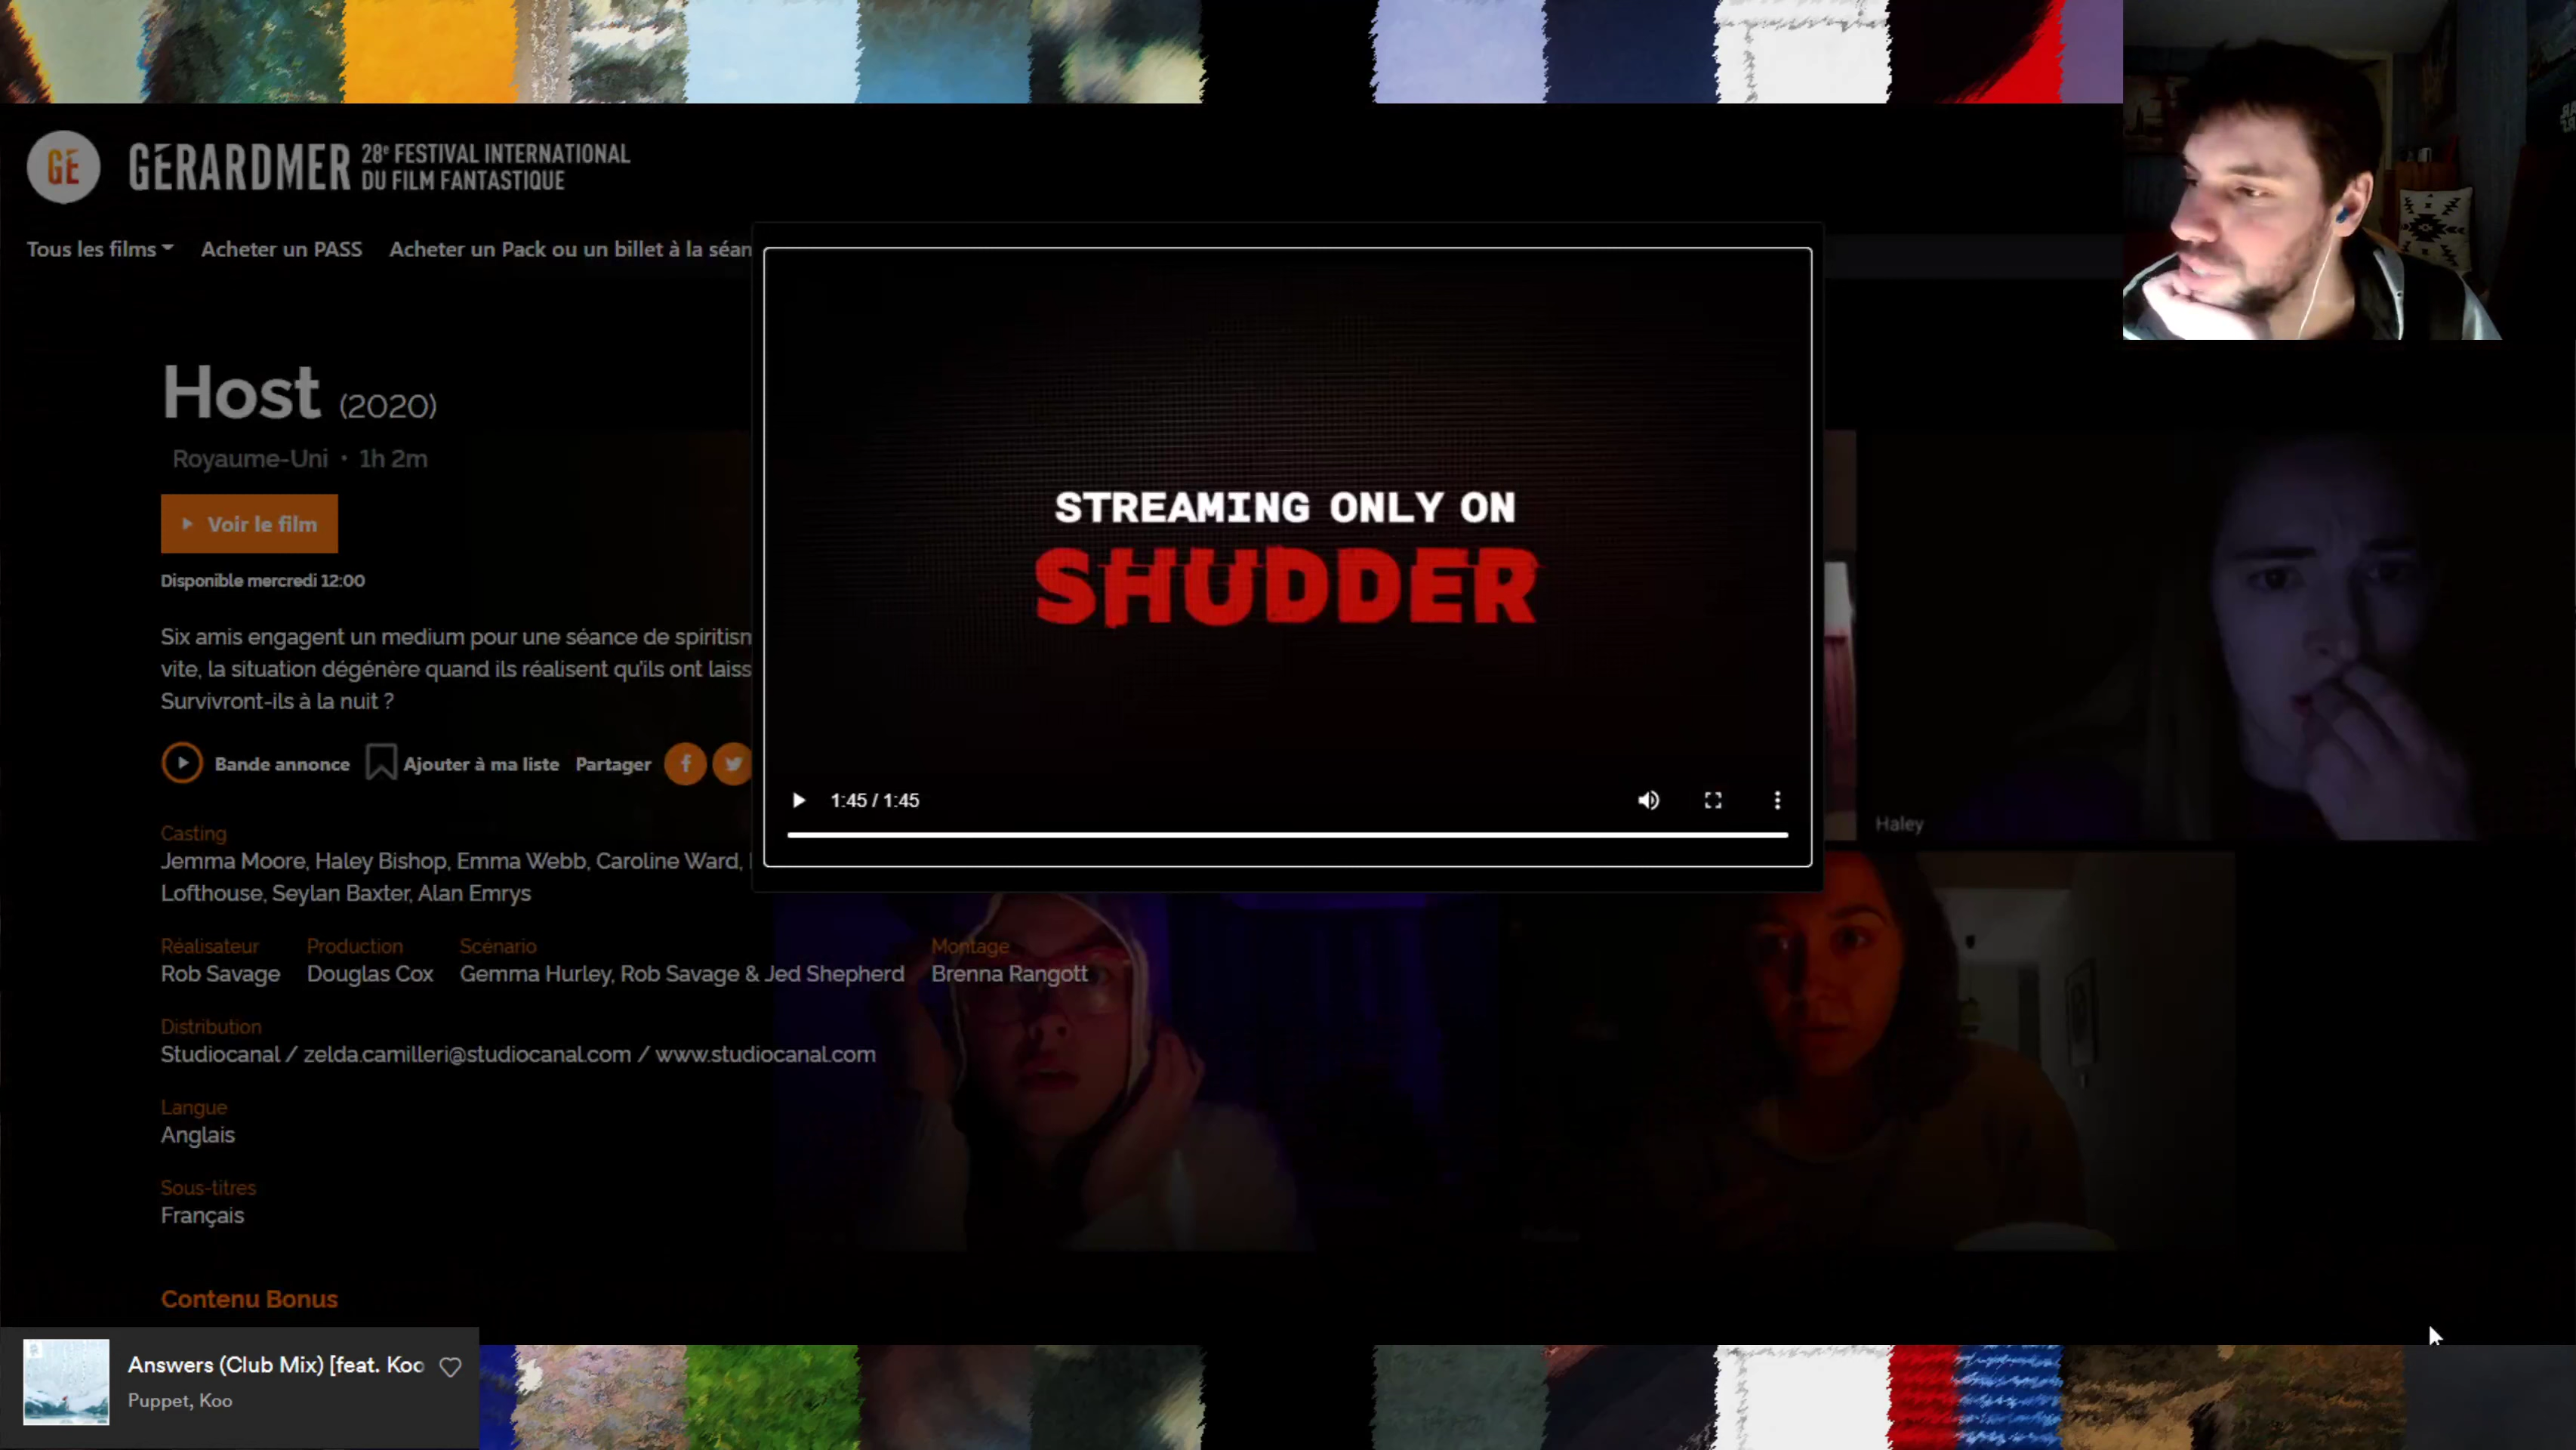 GE
GÉRARDMER
28e FESTIVAL INTERNATIONAL
DU FILM FANTASTIQUE
Tous les films
Acheter un PASS
Acheter un Pack ou un billet à la
Host (2020)
Royaume-Uni • 1h 2m
Voir le film
Disponible mercredi 12:00
Six amis engagent un medium pour une séance de
vite, la situation dégénère quand ils réalisent qu'ils ont
Survivront-ils à la nuit ?
Bande annonce
Ajouter à ma liste
Partager
Casting
Jemma Moore, Haley Bishop, Emma Webb, Caroline Ward,
Lofthouse, Seylan Baxter, Alan Emrys
Réalisateur
Rob Savage
Production
Douglas Cox
Scénario
Gemma Hurley, Rob Savage & Jed Shepherd
Montage
Brenna Rangott
Distribution
Studiocanal / zelda.camilleri@studiocanal.com / www.studiocanal.com
Langue
Anglais
Sous-titres
Français
Contenu Bonus
STREAMING ONLY ON
SHUDDER
1:45 / 1:45
Haley
Answers (Club Mix) [feat. Koo
Puppet, Koo